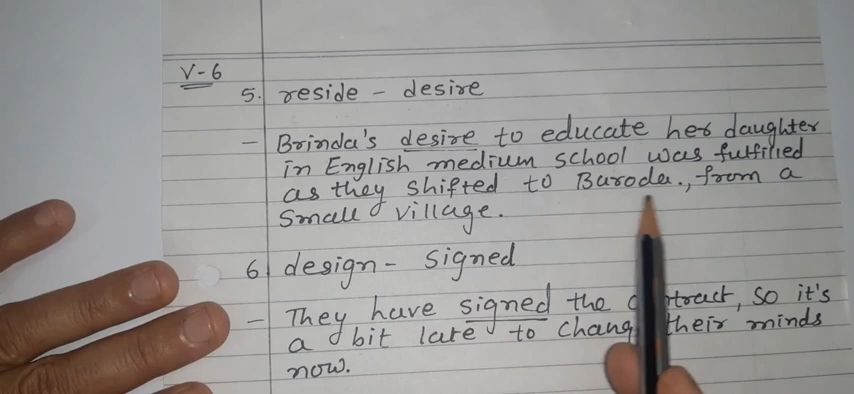 V-6
5. reside - desire
- Brinda's desire to educate her daughter
in English medium school was fulfilled
as they shifted to Baroda., from a
small village.
6. design - signed
- They have signed the contract, so it's
a bit late to change their minds
now.